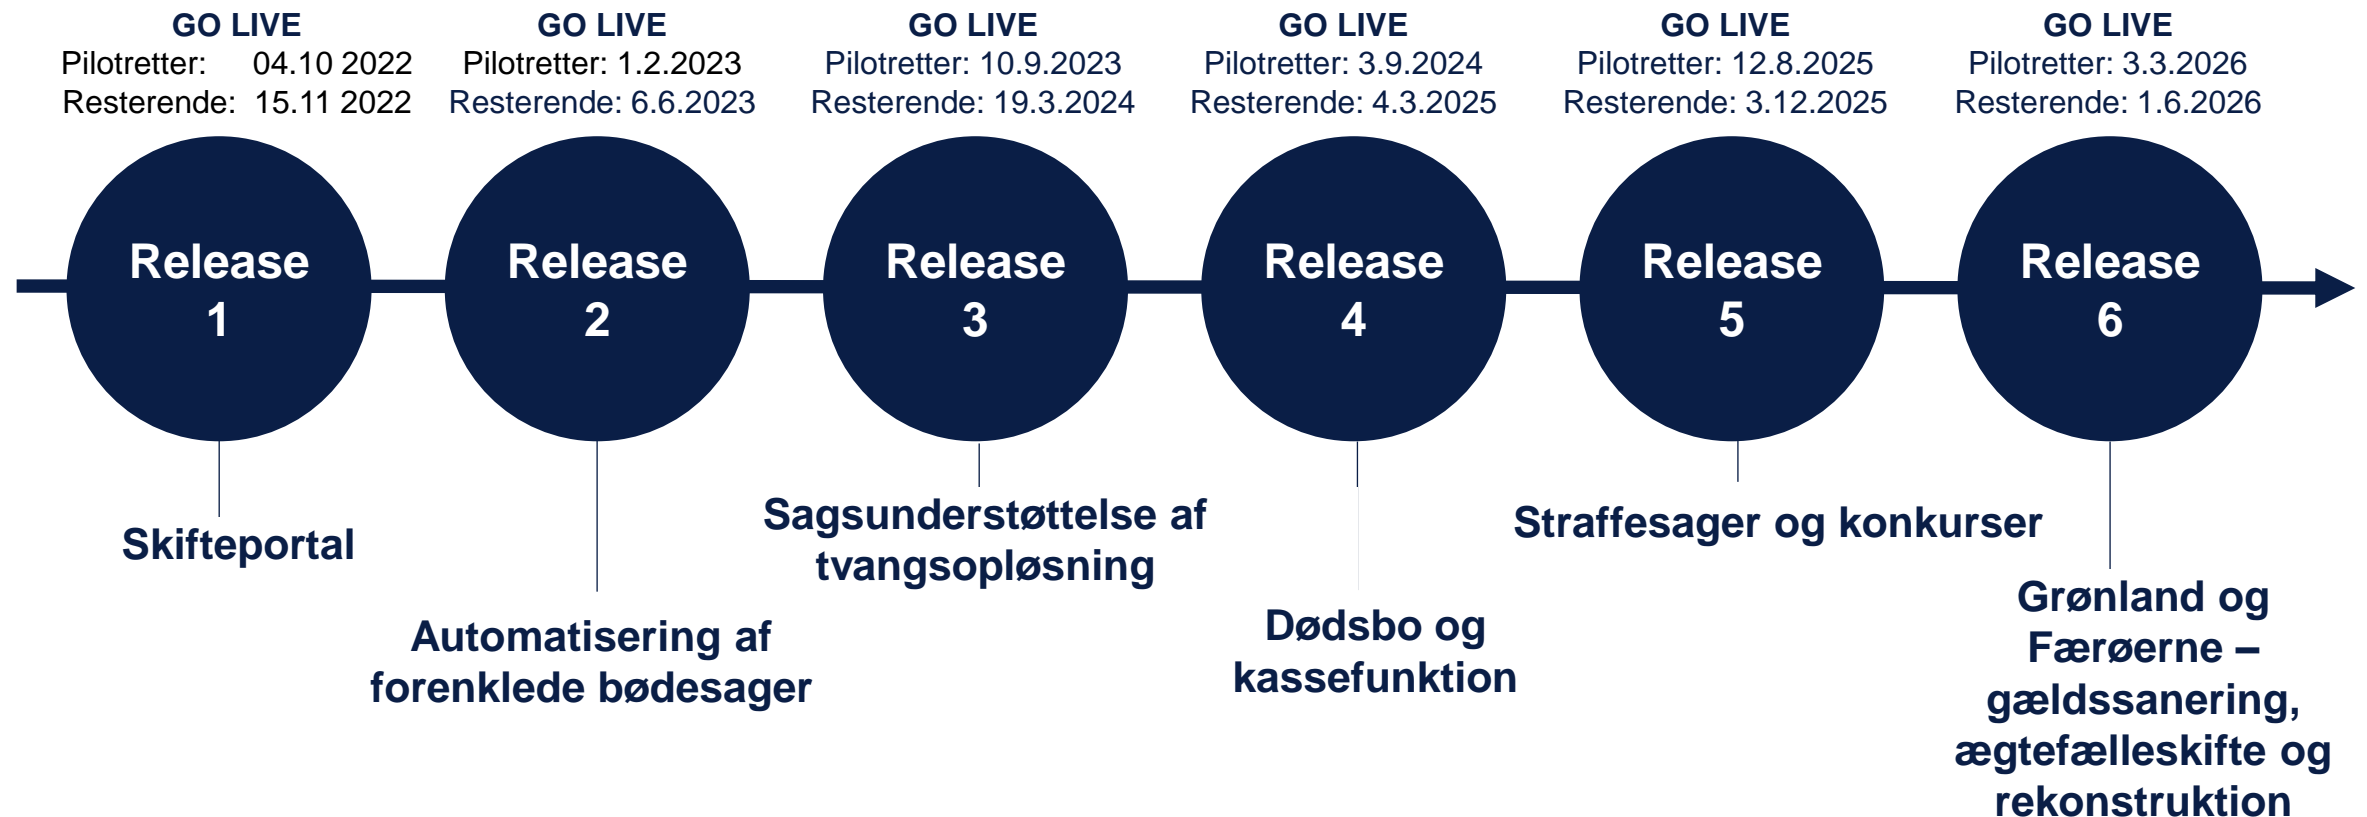 GO LIVE
Pilotretter: 04.10 2022
Resterende: 15.11 2022
GO LIVE
Pilotretter: 1.2.2023
Resterende: 6.6.2023
GO LIVE
Pilotretter: 10.9.2023
Resterende: 19.3.2024
GO LIVE
Pilotretter: 3.9.2024
Resterende: 4.3.2025
GO LIVE
Pilotretter: 12.8.2025
Resterende: 3.12.2025
GO LIVE
Pilotretter: 3.3.2026
Resterende: 1.6.2026
Release
1
Release
2
Release
3
Release
4
Release
5
Release
6
Skifteportal
Automatisering af
forenklede bødesager
Sagsunderstøttelse af
tvangsopløsning
Dødsbo og
kassefunktion
Straffesager og konkurser
Grønland og
Færøerne –
gældssanering,
ægtefælleskifte og
rekonstruktion